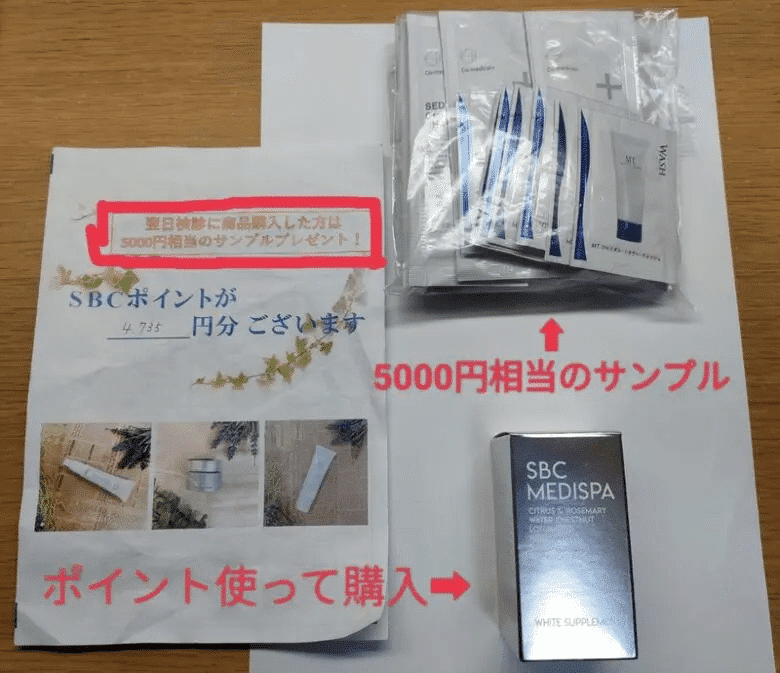 翌日検診に商品購入した方は
5000円相当のサンプルプレゼント！
SBCポイントが
4,735 円分ございます
WASH
MT
5000円相当のサンプル
SBC
MEDISPA
CITRUS & ROSEMARY
WATER CHESTNUT
WHITE SUPPLEMENT
ポイント使って購入➡